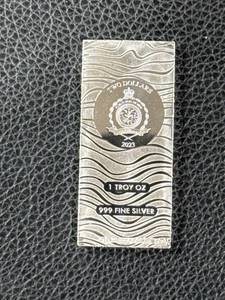 TWO DOLLARS
2023
1 TROY OZ
999 FINE SILVER